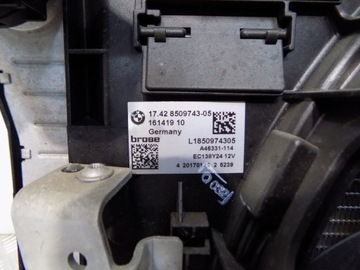 17.42 8509743-05
161419 10
Germany
brose
L1850974305
A46331-114
EC138Y24 12V